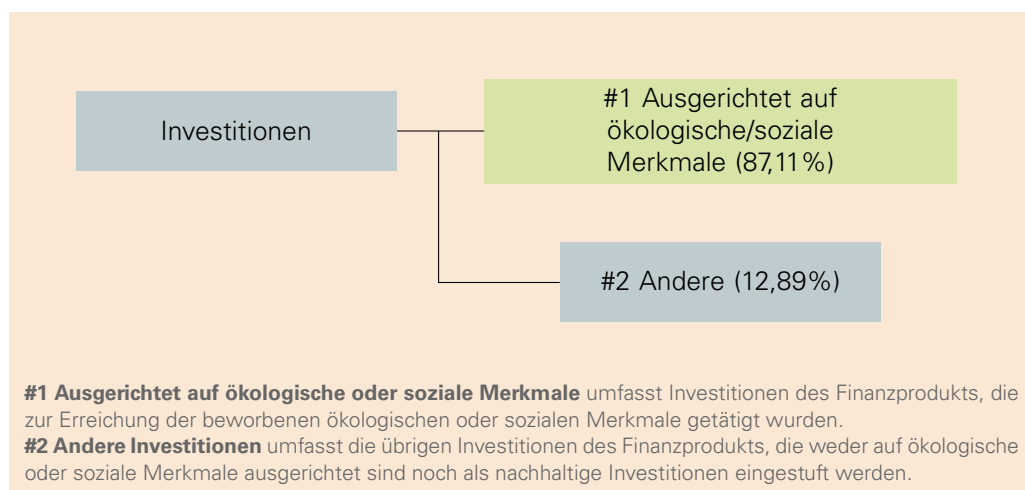 Investitionen
#1 Ausgerichtet auf
ökologische/soziale
Merkmale (87,11%)
#2 Andere (12,89%)
#1 Ausgerichtet auf ökologische oder soziale Merkmale umfasst Investitionen des Finanzprodukts, die
zur Erreichung der beworbenen ökologischen oder sozialen Merkmale getätigt wurden.
#2 Andere Investitionen umfasst die übrigen Investitionen des Finanzprodukts, die weder auf ökologische
oder soziale Merkmale ausgerichtet sind noch als nachhaltige Investitionen eingestuft werden.